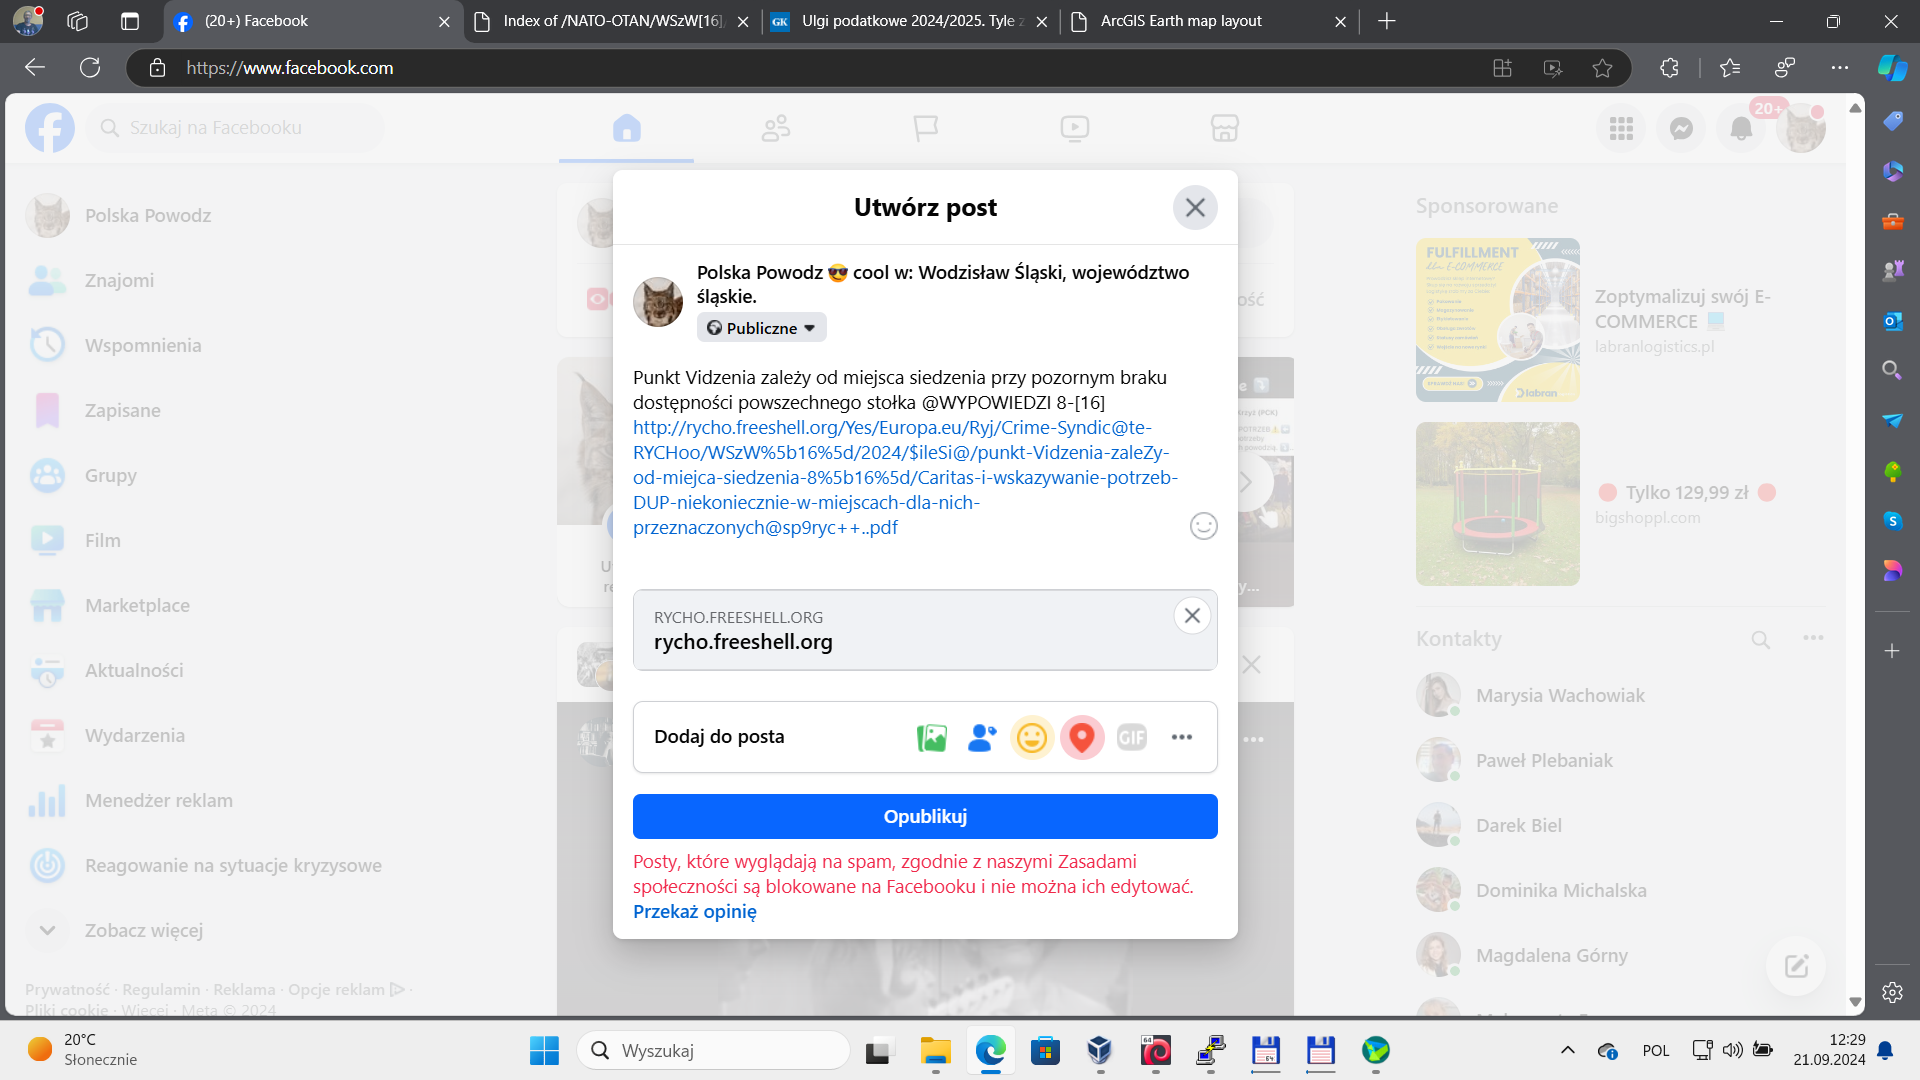 (20+) Facebook
Index of /NATO-OTAN/WSzW[16]
GK Ulgi podatkowe 2024/2025. Tyle z
ArcGIS Earth map layout
https://www.facebook.com
Szukaj na Facebooku
20+
Polska Powodz
Znajomi
Wspomnienia
Zapisane
Grupy
Film
Marketplace
Aktualności
Wydarzenia
Menedżer reklam
Reagowanie na sytuacje kryzysowe
Zobacz więcej
Prywatność · Regulamin · Reklama · Opcje reklam ·
Pliki cookie · Więcej · Meta © 2024
Utwórz post
Polska Powodz 😎 cool w: Wodzisław Śląski, województwo
śląskie.
Publiczne
Punkt Vidzenia zależy od miejsca siedzenia przy pozornym braku
dostępności powszechnego stołka @WYPOWIEDZI 8-[16]
http://rycho.freeshell.org/Yes/Europa.eu/Ryj/Crime-Syndic@te-
RYCHoo/WSzW%5b16%5d/2024/$ileSi@/punkt-Vidzenia-zaleZy-
od-miejca-siedzenia-8%5b16%5d/Caritas-i-wskazywanie-potrzeb-
DUP-niekoniecznie-w-miejscach-dla-nich-
przeznaczonych@sp9ryc++..pdf
RYCHO.FREESHELL.ORG
rycho.freeshell.org
Dodaj do posta
GIF
Opublikuj
Posty, które wyglądają na spam, zgodnie z naszymi Zasadami
społeczności są blokowane na Facebooku i nie można ich edytować.
Przekaż opinię
Sponsorowane
FULFILLMENT
dla E-COMMERCE
labran
Zoptymalizuj swój E-
COMMERCE
labranlogistics.pl
🔴 Tylko 129,99 zł 🔴
bigshoppl.com
Kontakty
Marysia Wachowiak
Paweł Plebaniak
Darek Biel
Dominika Michalska
Magdalena Górny
20°C
Słonecznie
Wyszukaj
64
POL
12:29
21.09.2024